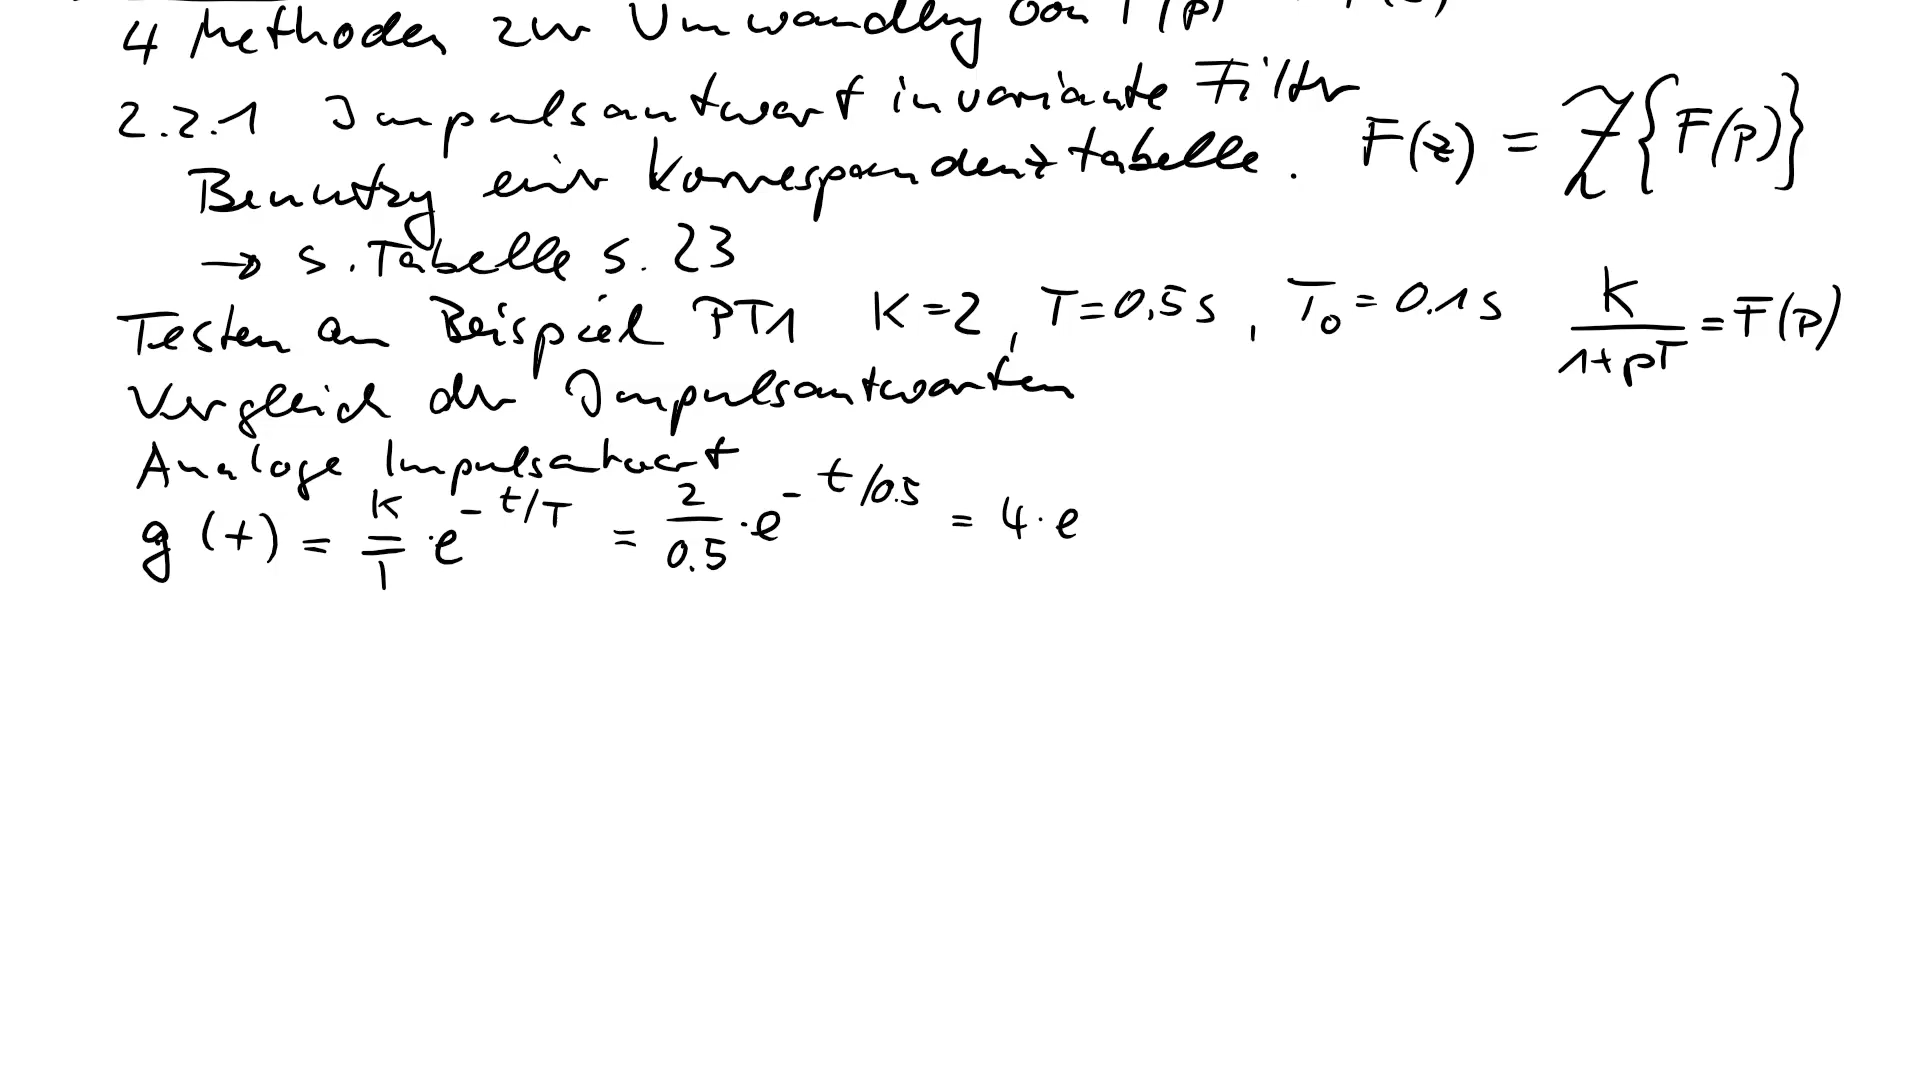 4 Methoden zur Umwandlung von F(p)
2.2.1 Impulsantwort invariante Filter
Benutzung einer Korrespondenztabelle. F(z) = Z{F(p)}
→ s. Tabelle S. 23
Testen an Beispiel PT1 K=2, T=0,5s, T₀=0.1s K/(1+pT) = F(p)
Vergleich der Impulsantworten
Analoge Impulsantwort
g(t) = K/T · e^(-t/T) = 2/0.5 · e^(-t/0.5) = 4 · e